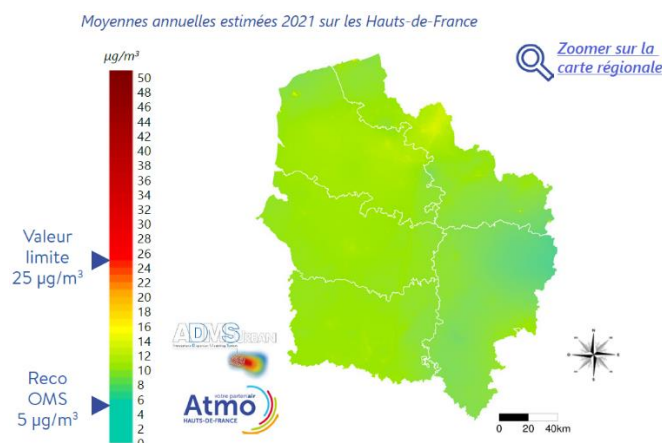 Moyennes annuelles estimées 2021 sur les Hauts-de-France
µg/m³
Zoomer sur la
carte régionale
50
48
46
44
42
40
38
36
34
32
30
28
26
24
22
20
18
16
14
12
10
8
6
4
2
0
Valeur
limite
25 µg/m³
Reco
OMS
5 µg/m³
ADMS
URBAN
votre partenair
Atmo
HAUTS-DE-FRANCE
N
0 20 40km